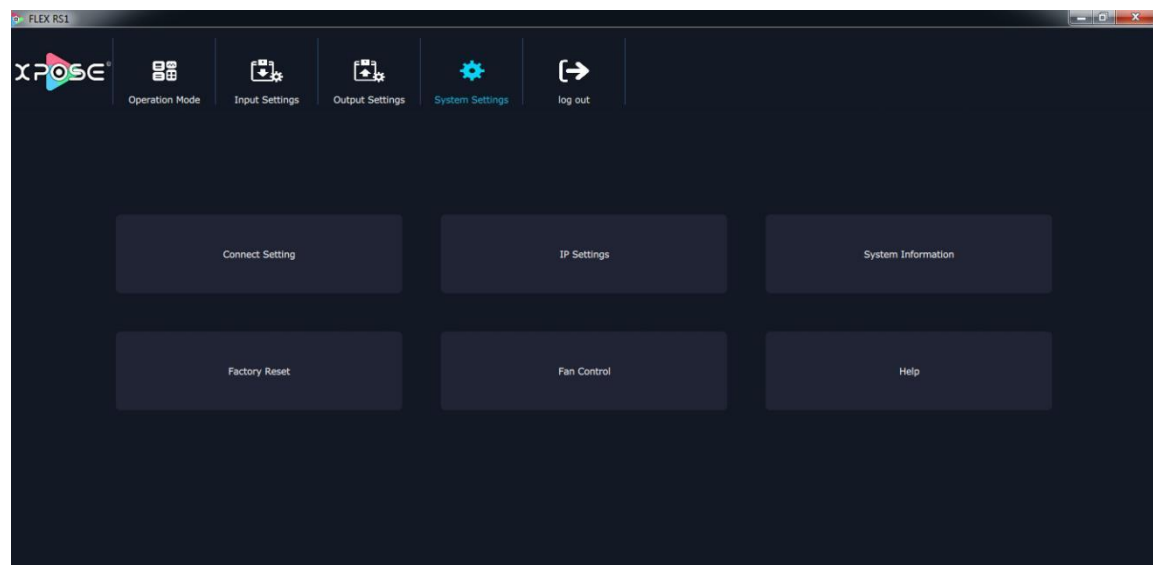 FLEX RS1
XPOSE®
Operation Mode
Input Settings
Output Settings
System Settings
log out
Connect Setting
IP Settings
System Information
Factory Reset
Fan Control
Help